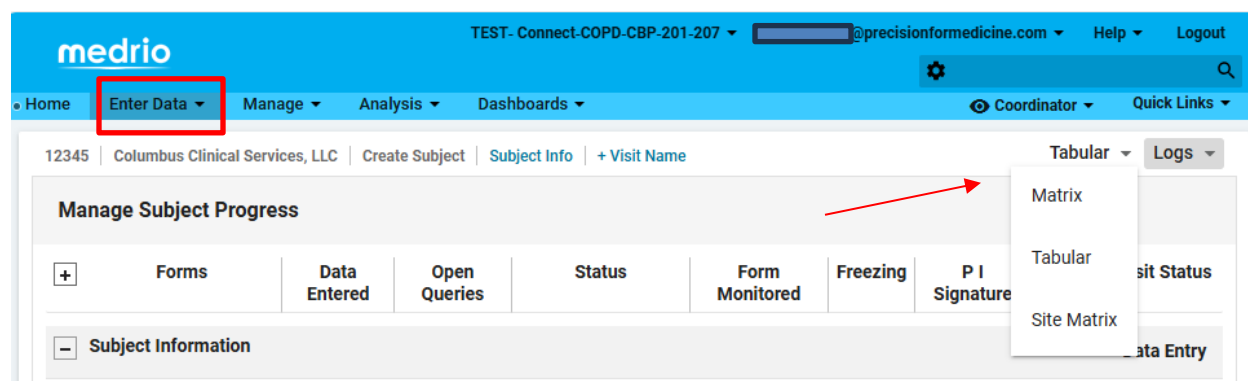 medrio
TEST- Connect-COPD-CBP-201-207 @precisionformedicine.com Help Logout
Home Enter Data Manage Analysis Dashboards Coordinator Quick Links
12345 Columbus Clinical Services, LLC Create Subject Subject Info + Visit Name Tabular Logs
Matrix
Tabular
Site Matrix
Manage Subject Progress
+ Forms Data Entered Open Queries Status Form Monitored Freezing P I Signature sit Status
− Subject Information ata Entry